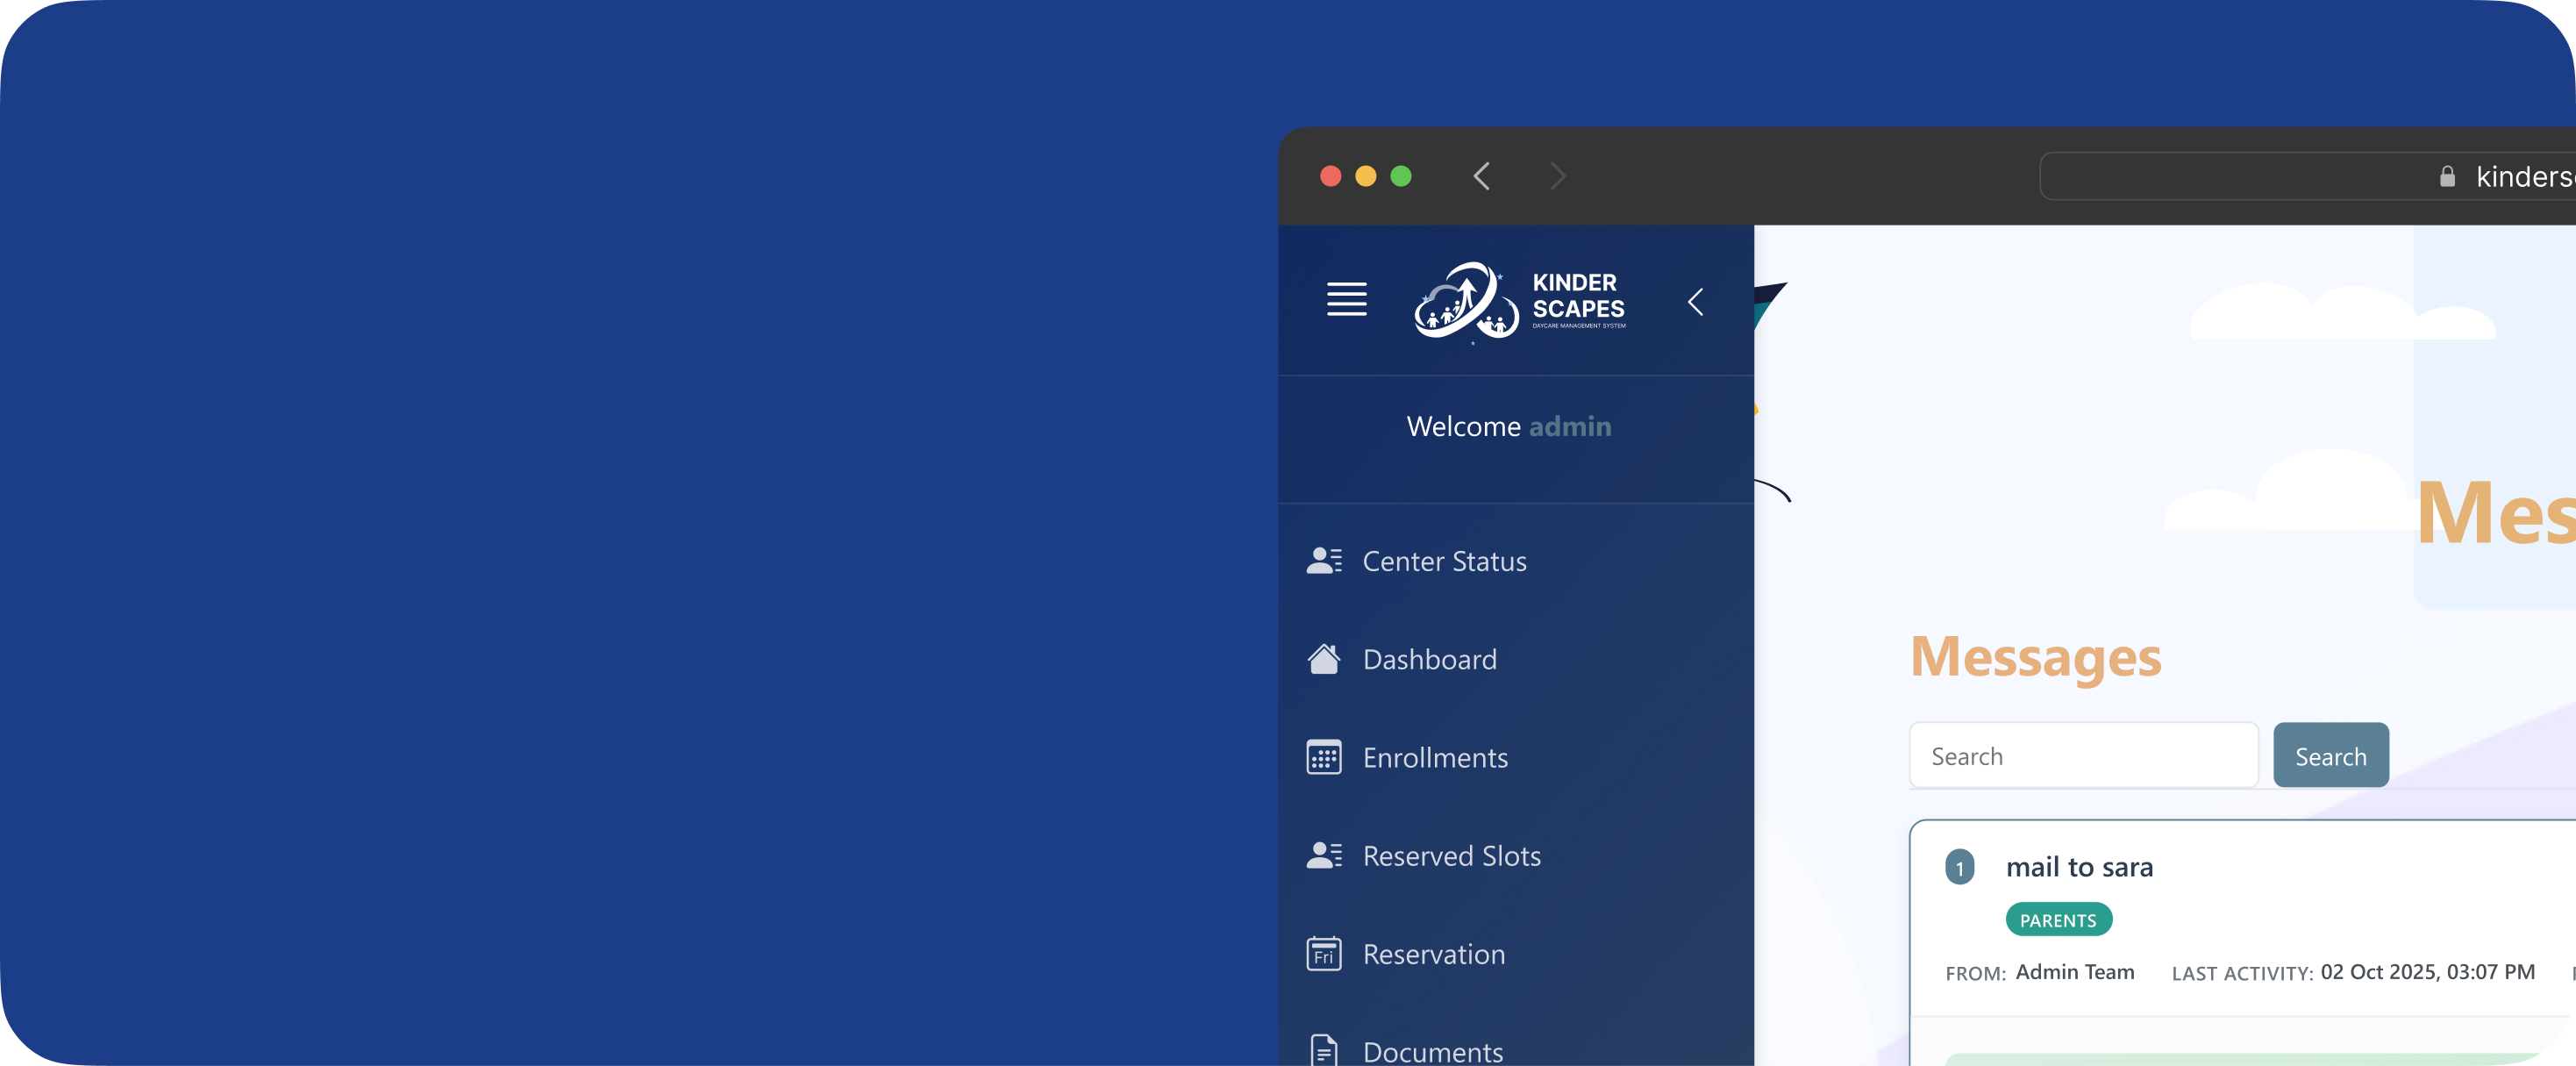 kinders
KINDER
SCAPES
DAYCARE MANAGEMENT SYSTEM
Welcome admin
Center Status
Dashboard
Enrollments
Reserved Slots
Fri
Reservation
Documents
Mes
Messages
Search
Search
1
mail to sara
PARENTS
FROM: Admin Team
LAST ACTIVITY: 02 Oct 2025, 03:07 PM